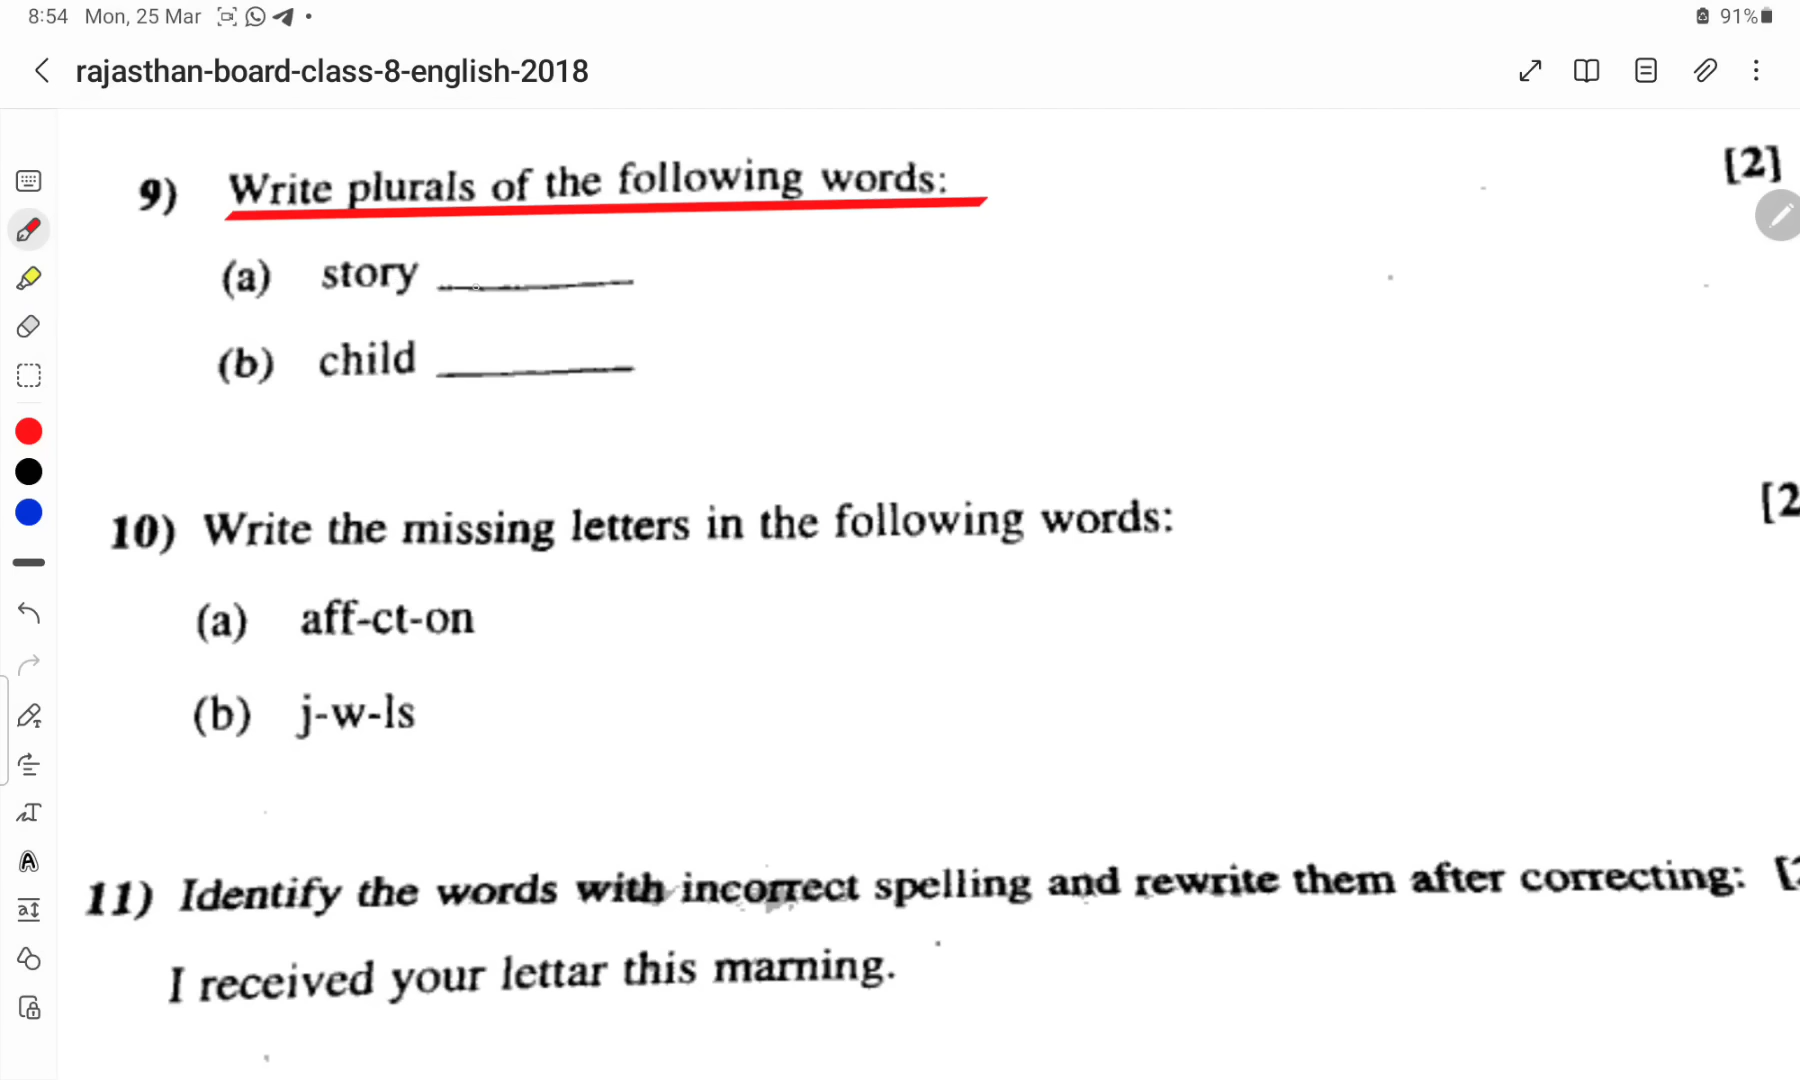 8:54 Mon, 25 Mar 91%
rajasthan-board-class-8-english-2018
9) Write plurals of the following words: [2]
(a) story
(b) child
10) Write the missing letters in the following words: [2
(a) aff-ct-on
(b) j-w-ls
11) Identify the words with incorrect spelling and rewrite them after correcting: [2
I received your lettar this marning.